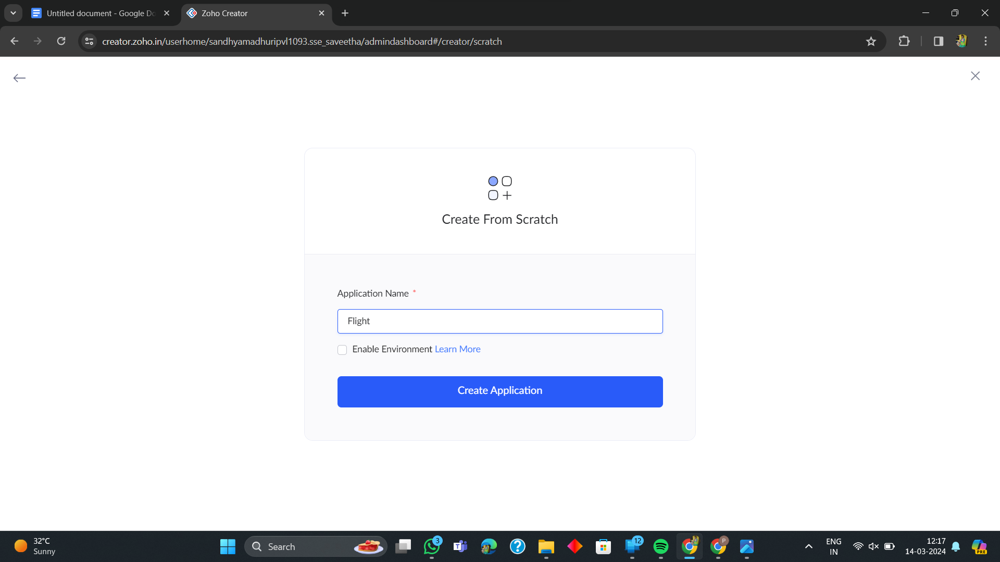 Untitled document - Google Do
Zoho Creator
creator.zoho.in/userhome/sandhyamadhuripvl1093.sse_saveetha/admindashboard#/creator/scratch
Create From Scratch
Application Name *
Flight
Enable Environment Learn More
Create Application
32°C
Sunny
Search
3
T
?
12
P
ENG
IN
12:17
14-03-2024
PRE